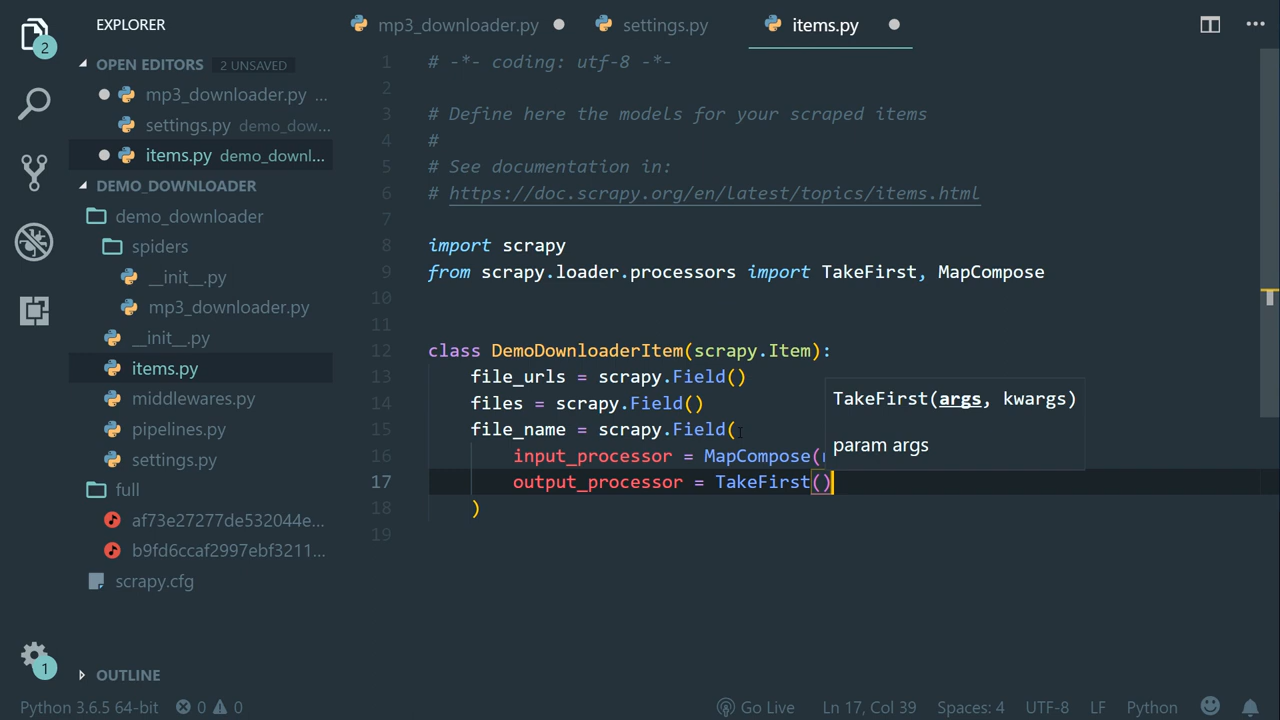 EXPLORER
mp3_downloader.py
settings.py
items.py
2
OPEN EDITORS 2 UNSAVED
mp3_downloader.py ...
settings.py demo_dow...
items.py demo_downl...
DEMO_DOWNLOADER
demo_downloader
spiders
__init__.py
mp3_downloader.py
__init__.py
items.py
middlewares.py
pipelines.py
settings.py
full
af73e27277de532044e...
b9fd6ccaf2997ebf3211...
scrapy.cfg
OUTLINE
1
1 # -*- coding: utf-8 -*-
2
3 # Define here the models for your scraped items
4 #
5 # See documentation in:
6 # https://doc.scrapy.org/en/latest/topics/items.html
7
8 import scrapy
9 from scrapy.loader.processors import TakeFirst, MapCompose
10
11
12 class DemoDownloaderItem(scrapy.Item):
13 file_urls = scrapy.Field()
14 files = scrapy.Field()
15 file_name = scrapy.Field(
16 input_processor = MapCompose(
17 output_processor = TakeFirst()
18 )
19
TakeFirst(args, kwargs)
param args
Python 3.6.5 64-bit 0 0 Go Live Ln 17, Col 39 Spaces: 4 UTF-8 LF Python